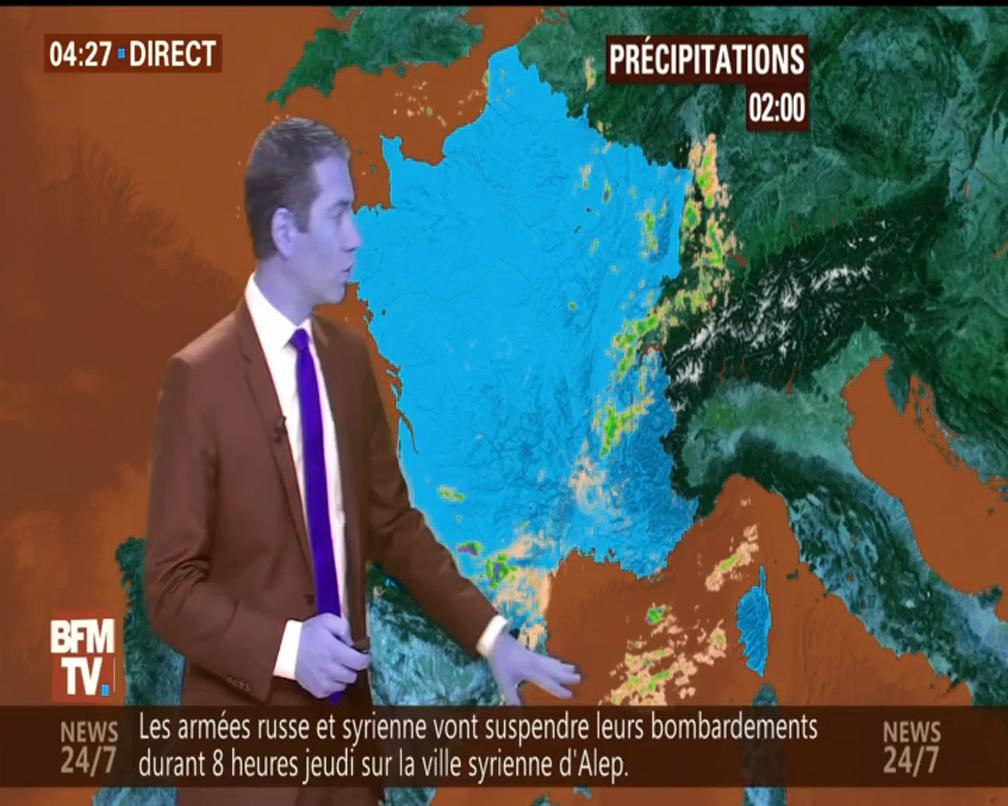 04:27 DIRECT
PRÉCIPITATIONS
02:00
BFM
TV.
NEWS
24/7
Les armées russe et syrienne vont suspendre leurs bombardements
durant 8 heures jeudi sur la ville syrienne d'Alep.
NEWS
24/7